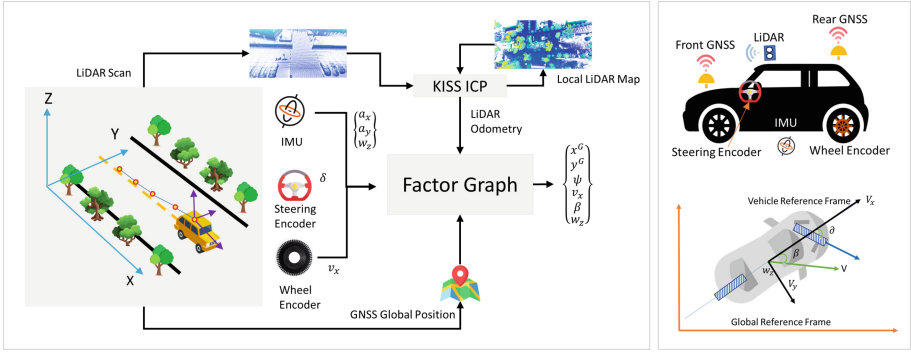 LiDAR Scan
KISS ICP
Local LiDAR Map
LiDAR
Odometry
Z
Y
X
IMU
a_x
a_y
w_z
Steering
Encoder
δ
Wheel
Encoder
v_x
Factor Graph
x^G
y^G
ψ
v_x
β
w_z
GNSS Global Position
Rear GNSS
LiDAR
Front GNSS
IMU
Steering Encoder
Wheel Encoder
Vehicle Reference Frame
V_x
∂
β
w_z
V
V_y
Global Reference Frame